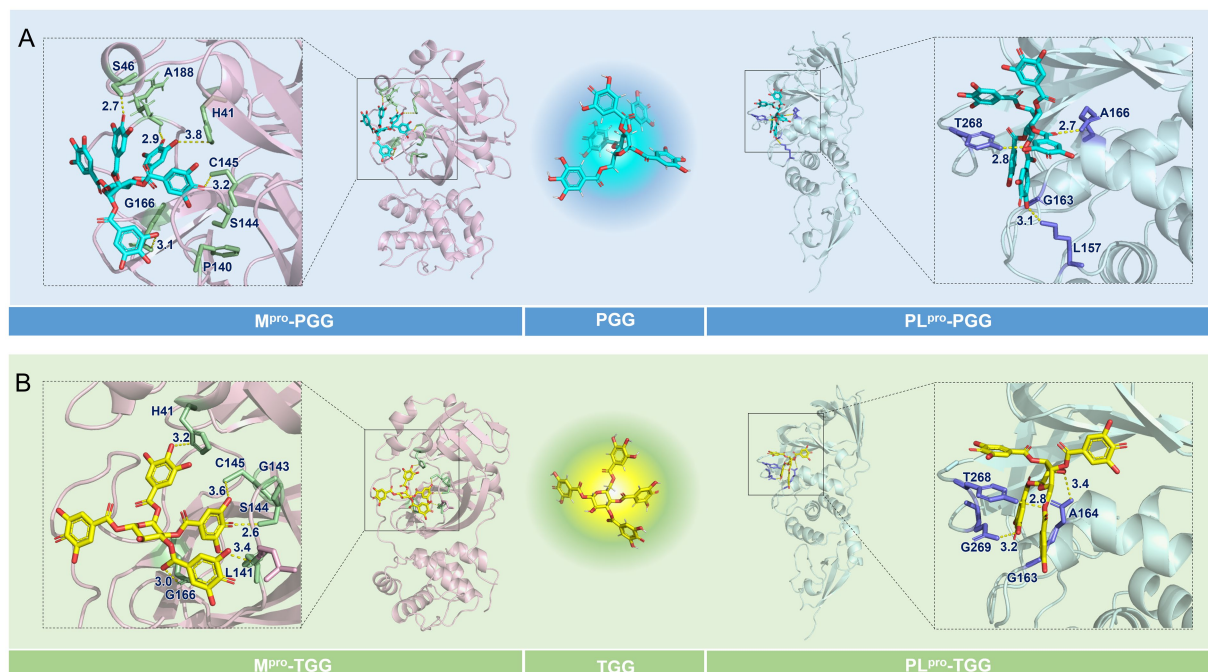 A
S46
A188
2.7
H41
2.9
3.8
C145
3.2
G166
S144
3.1
P140
T268
A166
2.7
2.8
G163
3.1
L157
Mᵖʳᵒ-PGG
PGG
PLᵖʳᵒ-PGG
B
H41
3.2
C145
G143
3.6
S144
2.6
3.4
L141
3.0
G166
T268
3.4
2.8
A164
G269
3.2
G163
Mᵖʳᵒ-TGG
TGG
PLᵖʳᵒ-TGG